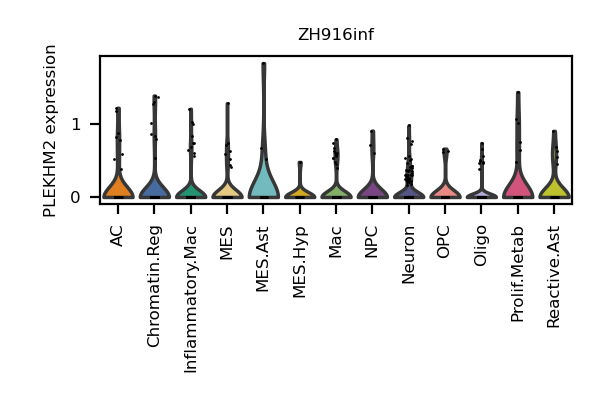 ZH916inf
PLEKHM2 expression
1
0
AC
Chromatin.Reg
Inflammatory.Mac
MES
MES.Ast
MES.Hyp
Mac
NPC
Neuron
OPC
Oligo
Prolif.Metab
Reactive.Ast